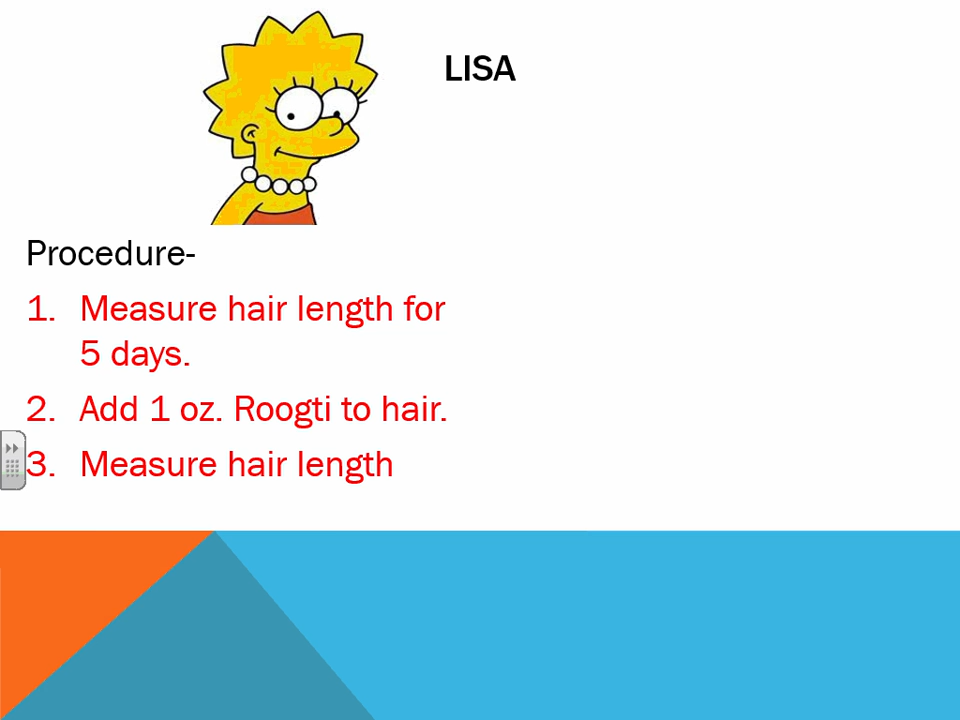 LISA
Procedure-
1. Measure hair length for
5 days.
2. Add 1 oz. Roogti to hair.
3. Measure hair length